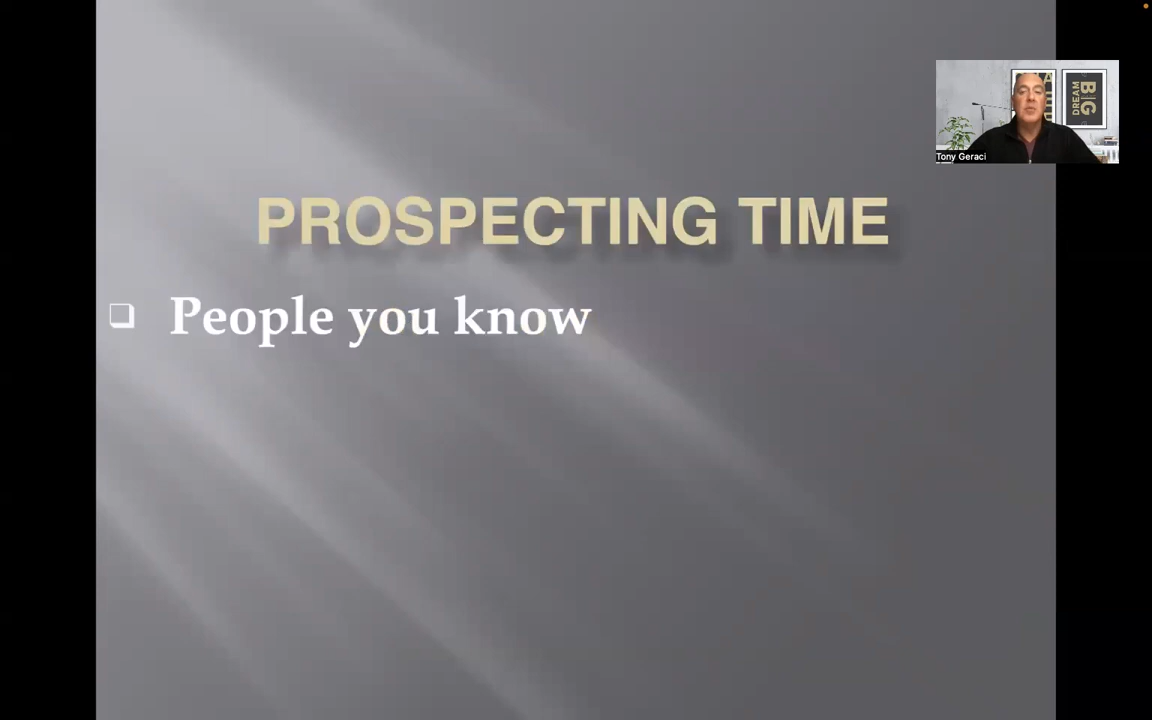 PROSPECTING TIME
People you know
DREAM
BIG
Tony Geraci